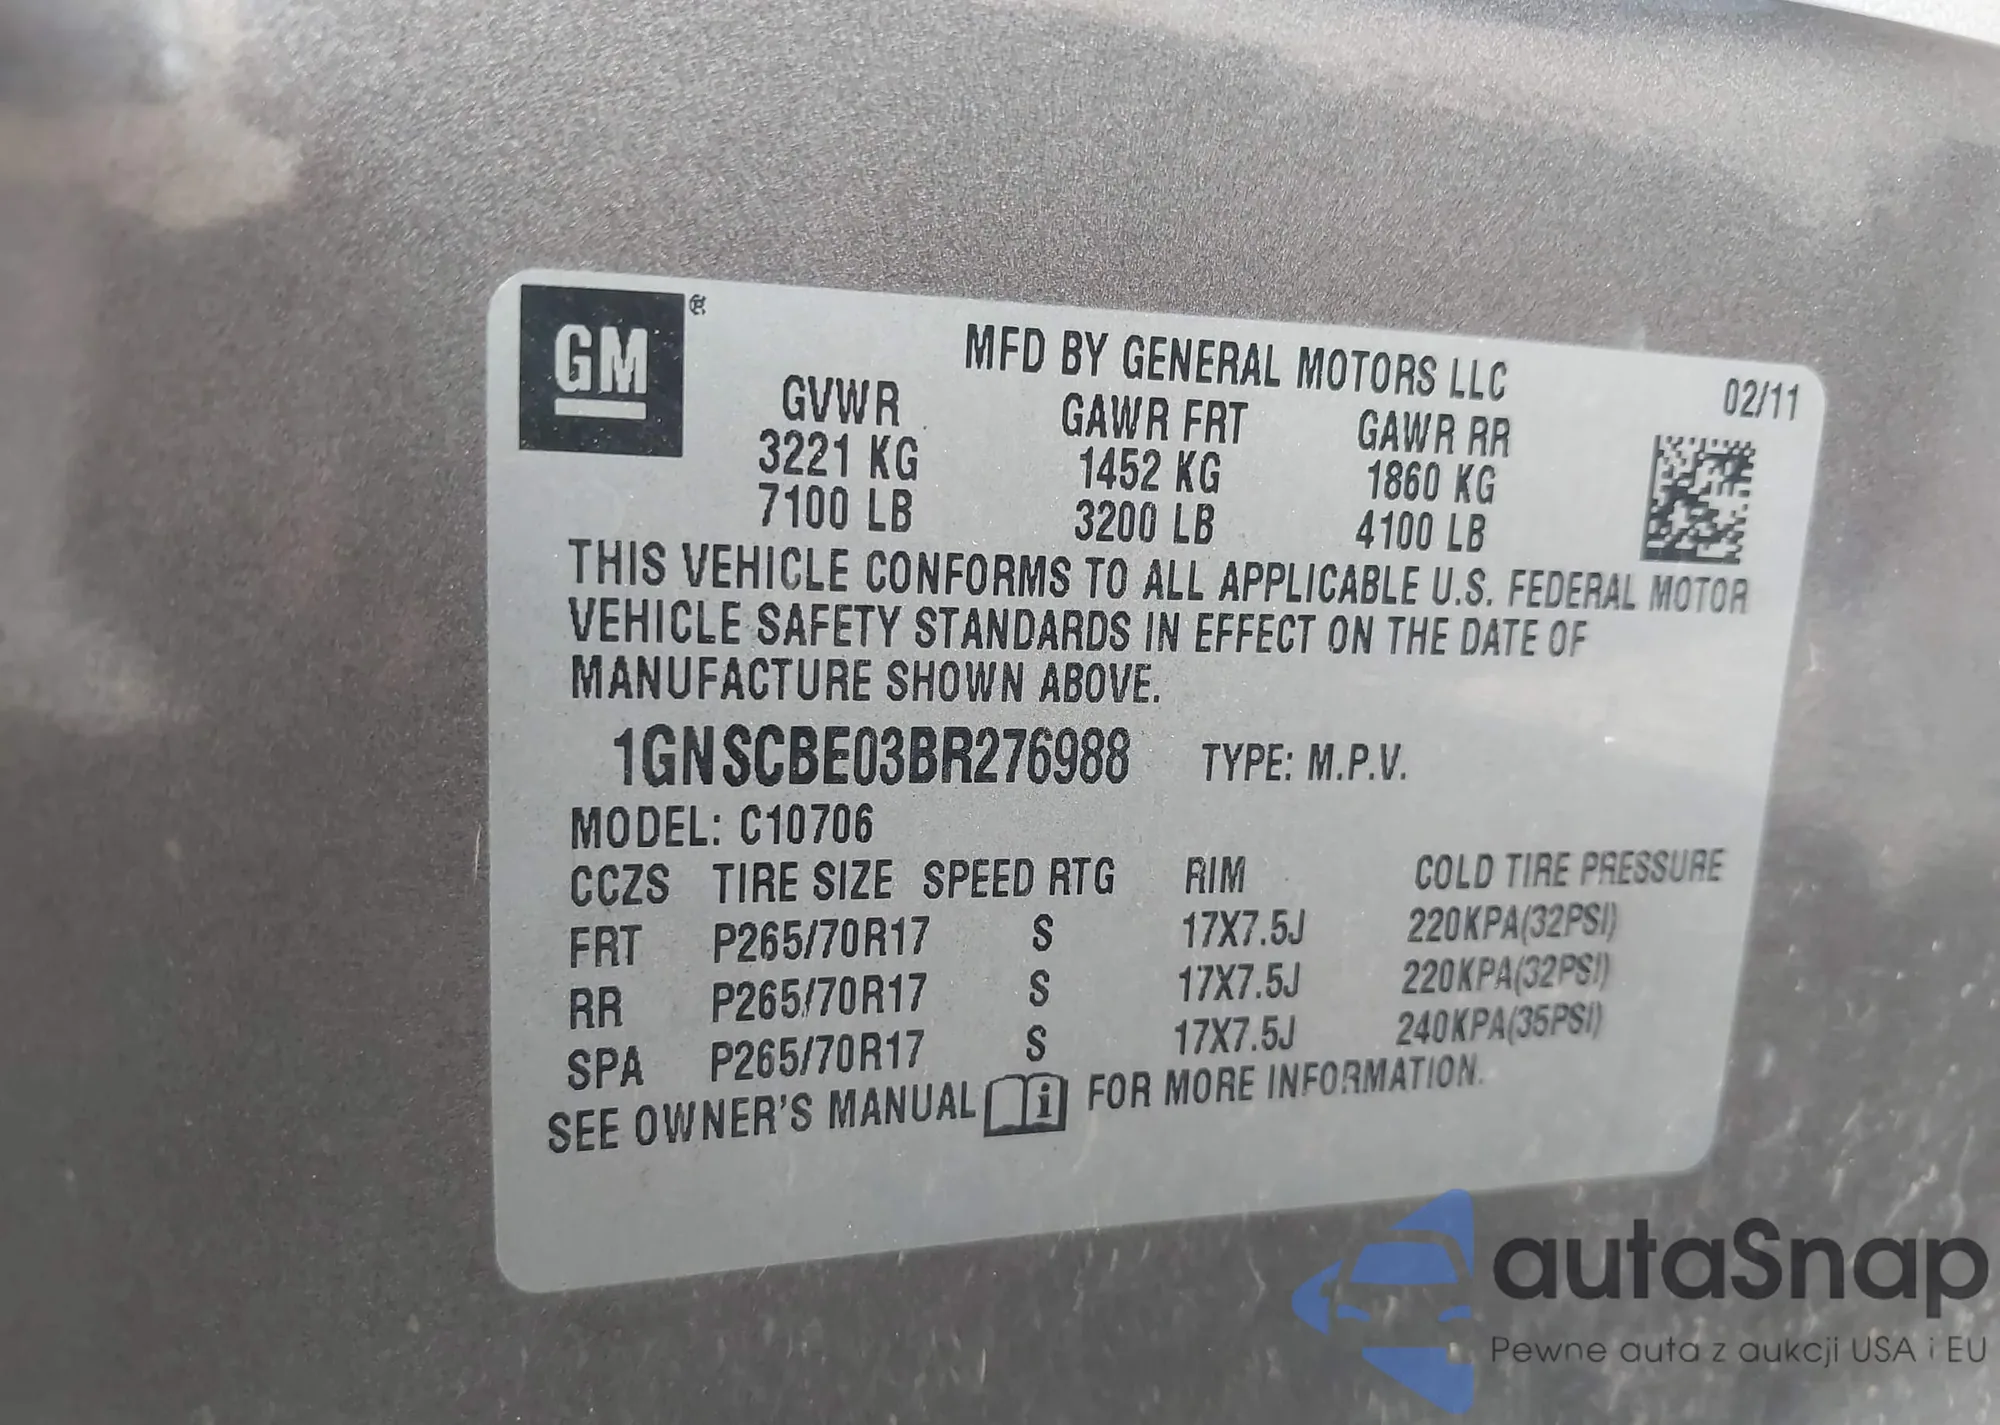 GM ®
MFD BY GENERAL MOTORS LLC
02/11
GVWR GAWR FRT GAWR RR
3221 KG 1452 KG 1860 KG
7100 LB 3200 LB 4100 LB
THIS VEHICLE CONFORMS TO ALL APPLICABLE U.S. FEDERAL MOTOR
VEHICLE SAFETY STANDARDS IN EFFECT ON THE DATE OF
MANUFACTURE SHOWN ABOVE.
1GNSCBE03BR276988 TYPE: M.P.V.
MODEL: C10706
CCZS TIRE SIZE SPEED RTG RIM COLD TIRE PRESSURE
FRT P265/70R17 S 17X7.5J 220KPA(32PSI)
RR P265/70R17 S 17X7.5J 220KPA(32PSI)
SPA P265/70R17 S 17X7.5J 240KPA(35PSI)
SEE OWNER'S MANUAL i FOR MORE INFORMATION.
autaSnap
Pewne auta z aukcji USA i EU